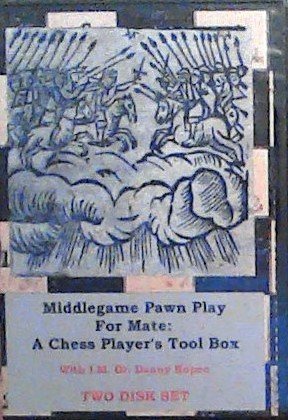 Middlegame Pawn Play
For Mate:
A Chess Player's Tool Box
With I.M. Dr. Danny Kopec
TWO DISK SET